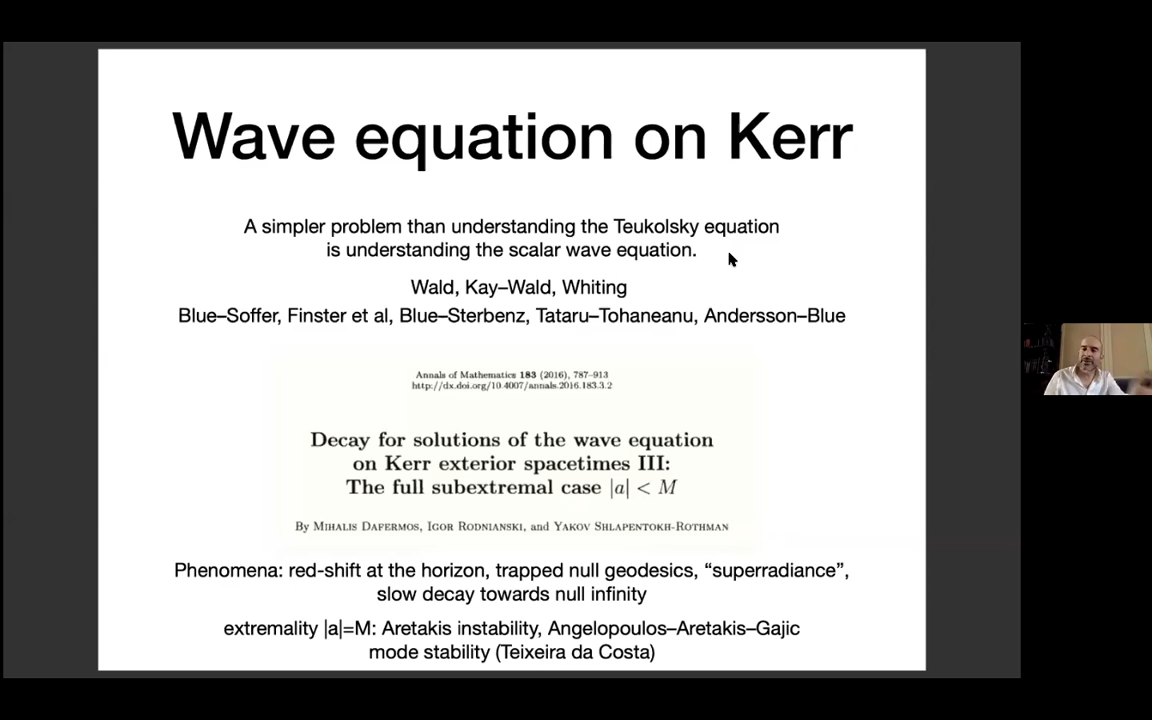 Wave equation on Kerr
A simpler problem than understanding the Teukolsky equation
is understanding the scalar wave equation.
Wald, Kay–Wald, Whiting
Blue–Soffer, Finster et al, Blue–Sterbenz, Tataru–Tohaneanu, Andersson–Blue
Annals of Mathematics 183 (2016), 787–913
http://dx.doi.org/10.4007/annals.2016.183.3.2
Decay for solutions of the wave equation
on Kerr exterior spacetimes III:
The full subextremal case |a| < M
By Mihalis Dafermos, Igor Rodnianski, and Yakov Shlapentokh-Rothman
Phenomena: red-shift at the horizon, trapped null geodesics, “superradiance”,
slow decay towards null infinity
extremality |a|=M: Aretakis instability, Angelopoulos–Aretakis–Gajic
mode stability (Teixeira da Costa)